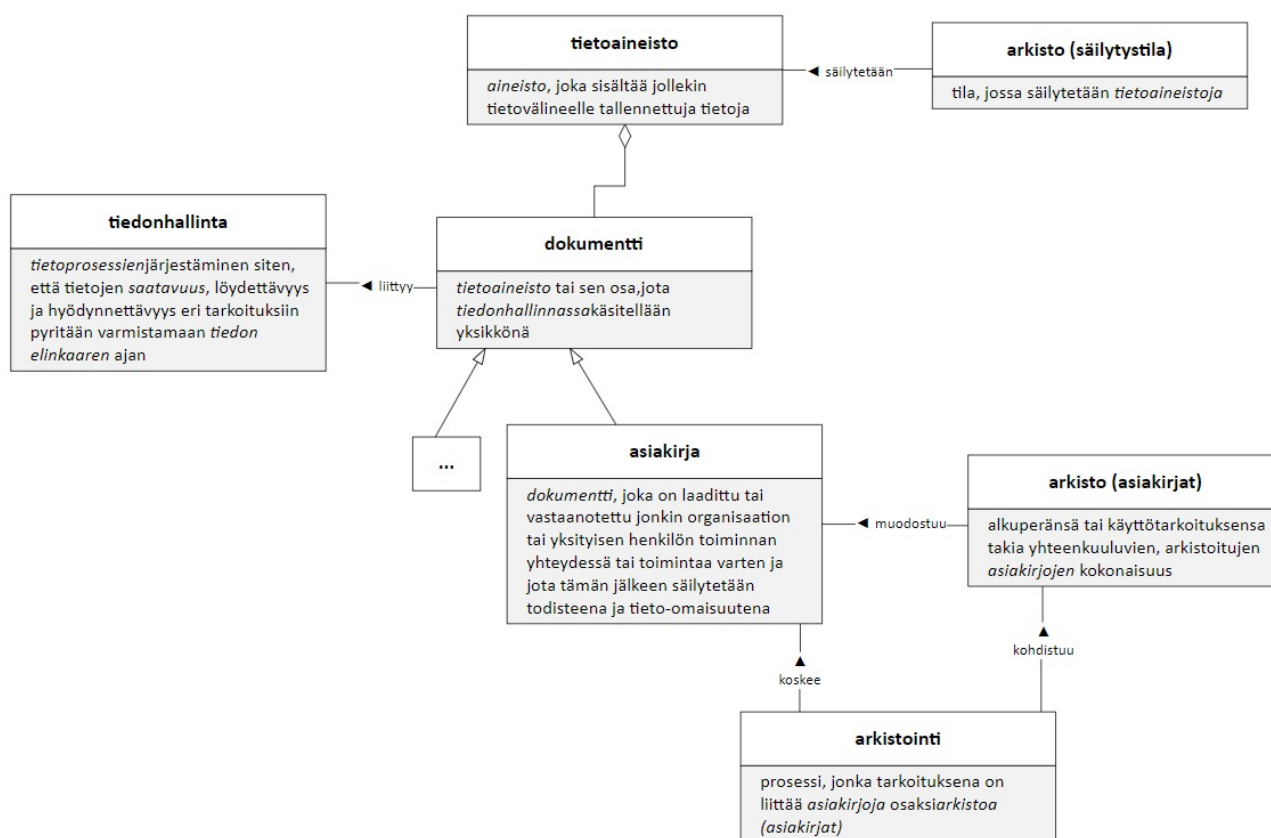 tietoaineisto
aineisto, joka sisältää jollekin
tietovälineelle tallennettuja tietoja
◄ säilytetään
arkisto (säilytystila)
tila, jossa säilytetään tietoaineistoja
tiedonhallinta
tietoprosessienjärjestäminen siten,
että tietojen saatavuus, löydettävyys
ja hyödynnettävyys eri tarkoituksiin
pyritään varmistamaan tiedon
elinkaaren ajan
◄ liittyy
dokumentti
tietoaineisto tai sen osa,jota
tiedonhallinnassakäsitellään
yksikkönä
...
asiakirja
dokumentti, joka on laadittu tai
vastaanotettu jonkin organisaation
tai yksityisen henkilön toiminnan
yhteydessä tai toimintaa varten ja
jota tämän jälkeen säilytetään
todisteena ja tieto-omaisuutena
◄ muodostuu
arkisto (asiakirjat)
alkuperänsä tai käyttötarkoituksensa
takia yhteenkuuluvien, arkistoitujen
asiakirjojen kokonaisuus
▲
koskee
▲
kohdistuu
arkistointi
prosessi, jonka tarkoituksena on
liittää asiakirjoja osaksiarkistoa
(asiakirjat)